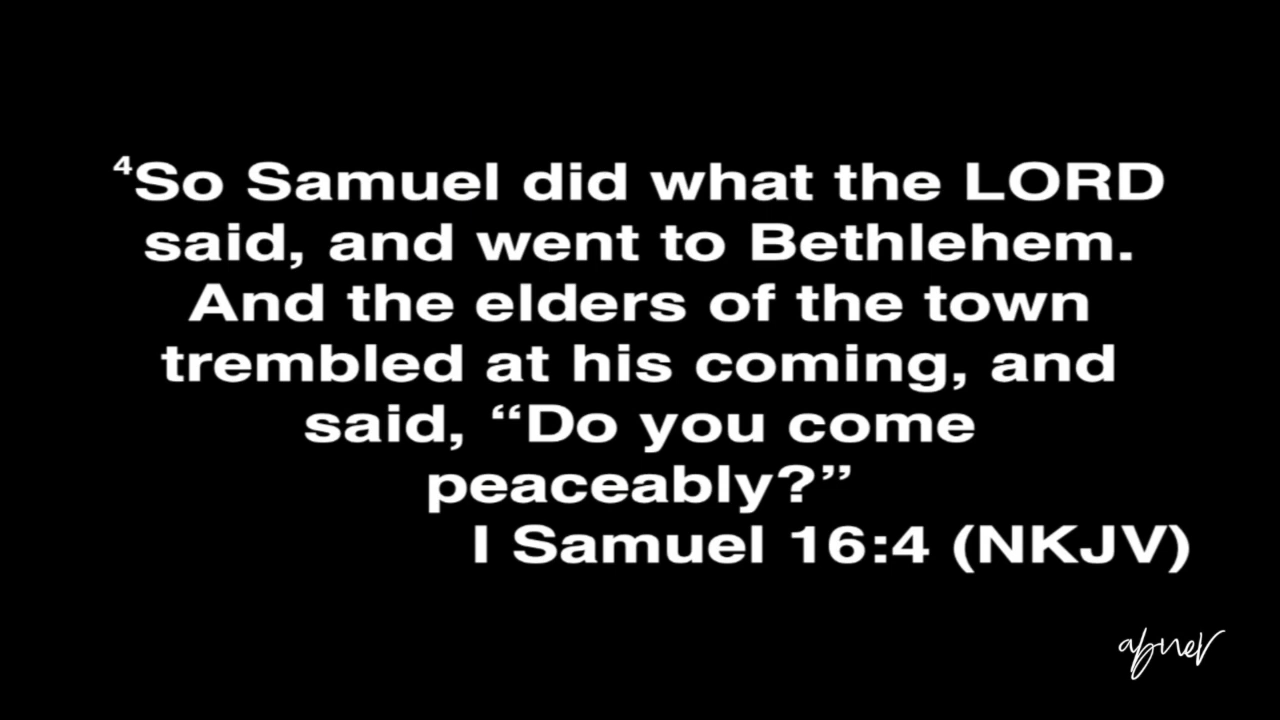 ⁴So Samuel did what the LORD
said, and went to Bethlehem.
And the elders of the town
trembled at his coming, and
said, “Do you come
peaceably?”
I Samuel 16:4 (NKJV)
abner